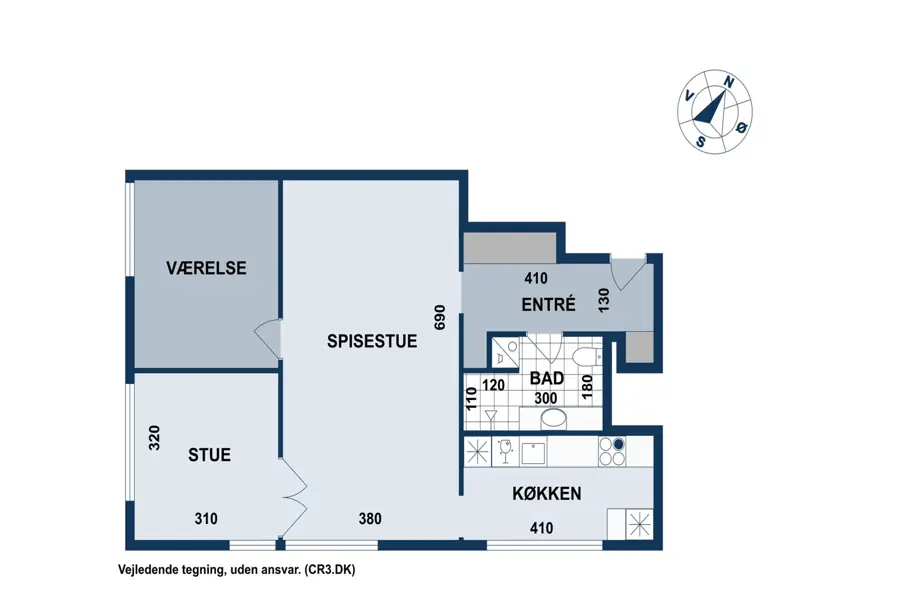 N
V
Ø
S
VÆRELSE
410
ENTRÉ
130
690
SPISESTUE
BAD
120
180
110
300
320
STUE
KØKKEN
310
380
410
Vejledende tegning, uden ansvar. (CR3.DK)